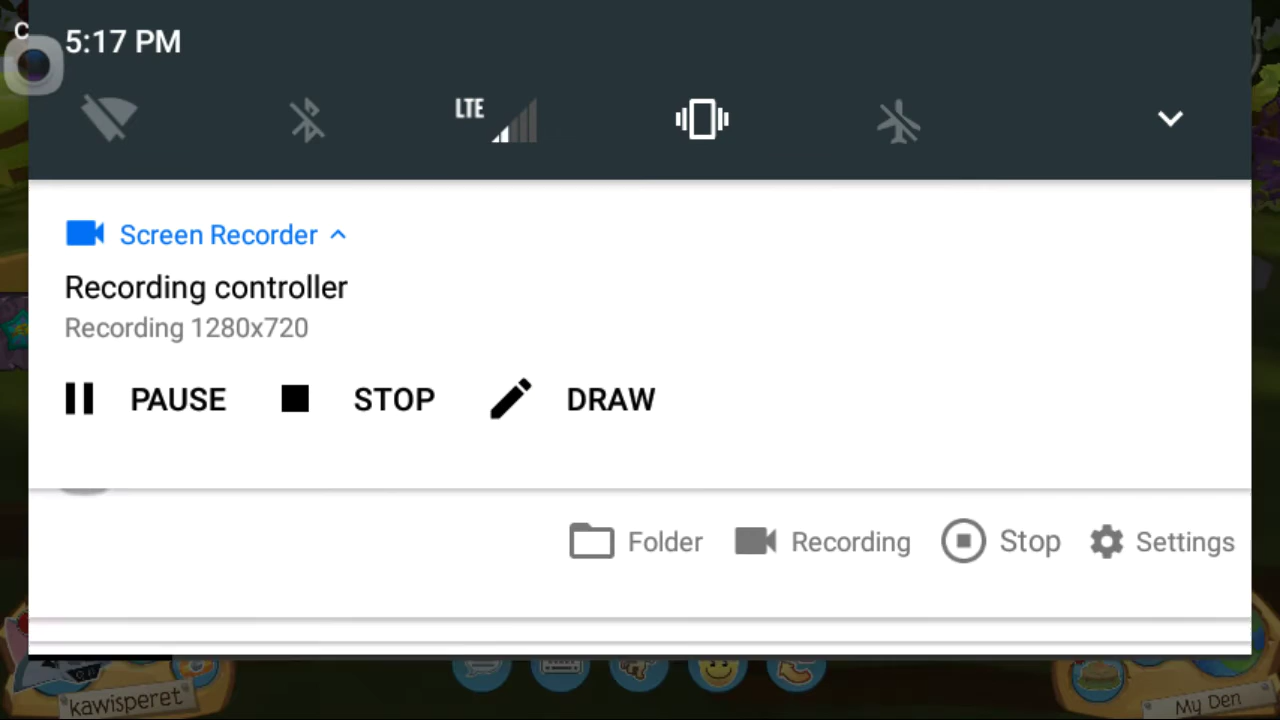 C
5:17 PM
LTE
Screen Recorder
Recording controller
Recording 1280x720
PAUSE STOP DRAW
Folder Recording Stop Settings
kawisperet
My Den